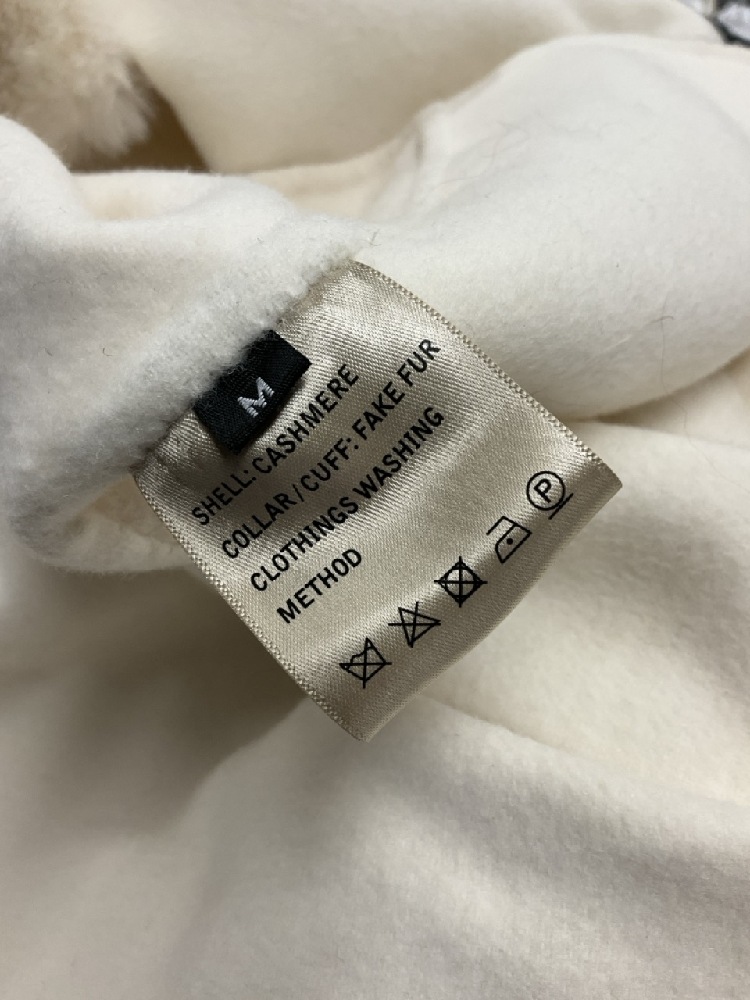 M
SHELL: CASHMERE
COLLAR/CUFF: FAKE FUR
CLOTHINGS WASHING
METHOD
P